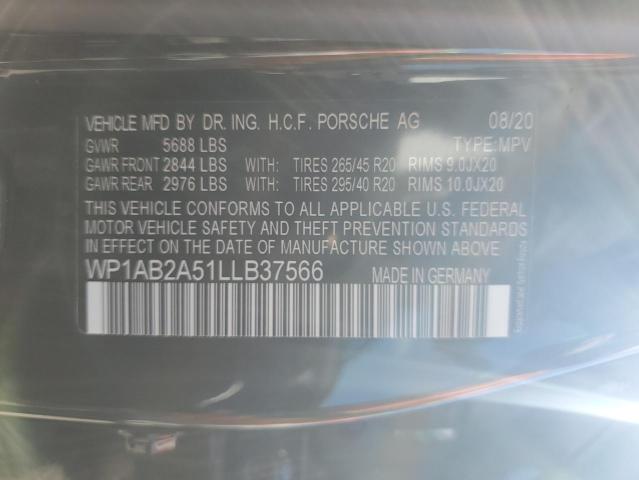 VEHICLE MFD BY DR. ING. H.C.F. PORSCHE AG 08/20
GVWR 5688 LBS TYPE:MPV
GAWR FRONT 2844 LBS WITH: TIRES 265/45 R20 RIMS 9.0JX20
GAWR REAR 2976 LBS WITH: TIRES 295/40 R20 RIMS 10.0JX20
THIS VEHICLE CONFORMS TO ALL APPLICABLE U.S. FEDERAL
MOTOR VEHICLE SAFETY AND THEFT PREVENTION STANDARDS
IN EFFECT ON THE DATE OF MANUFACTURE SHOWN ABOVE
WP1AB2A51LLB37566 MADE IN GERMANY